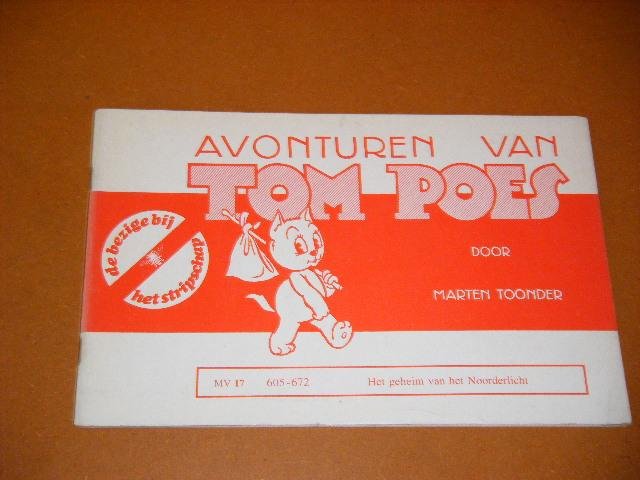 AVONTUREN VAN
TOM POES
DOOR
MARTEN TOONDER
de bezige bij
het stripschap
MV 17 605-672 Het geheim van het Noorderlicht